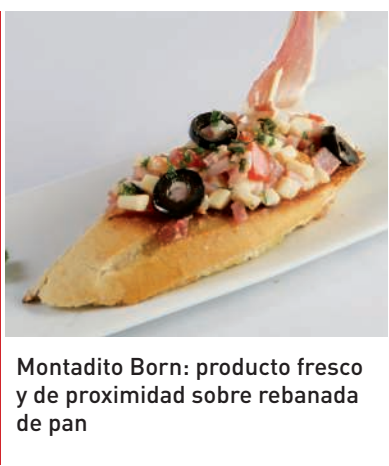 Montadito Born: producto fresco
y de proximidad sobre rebanada
de pan